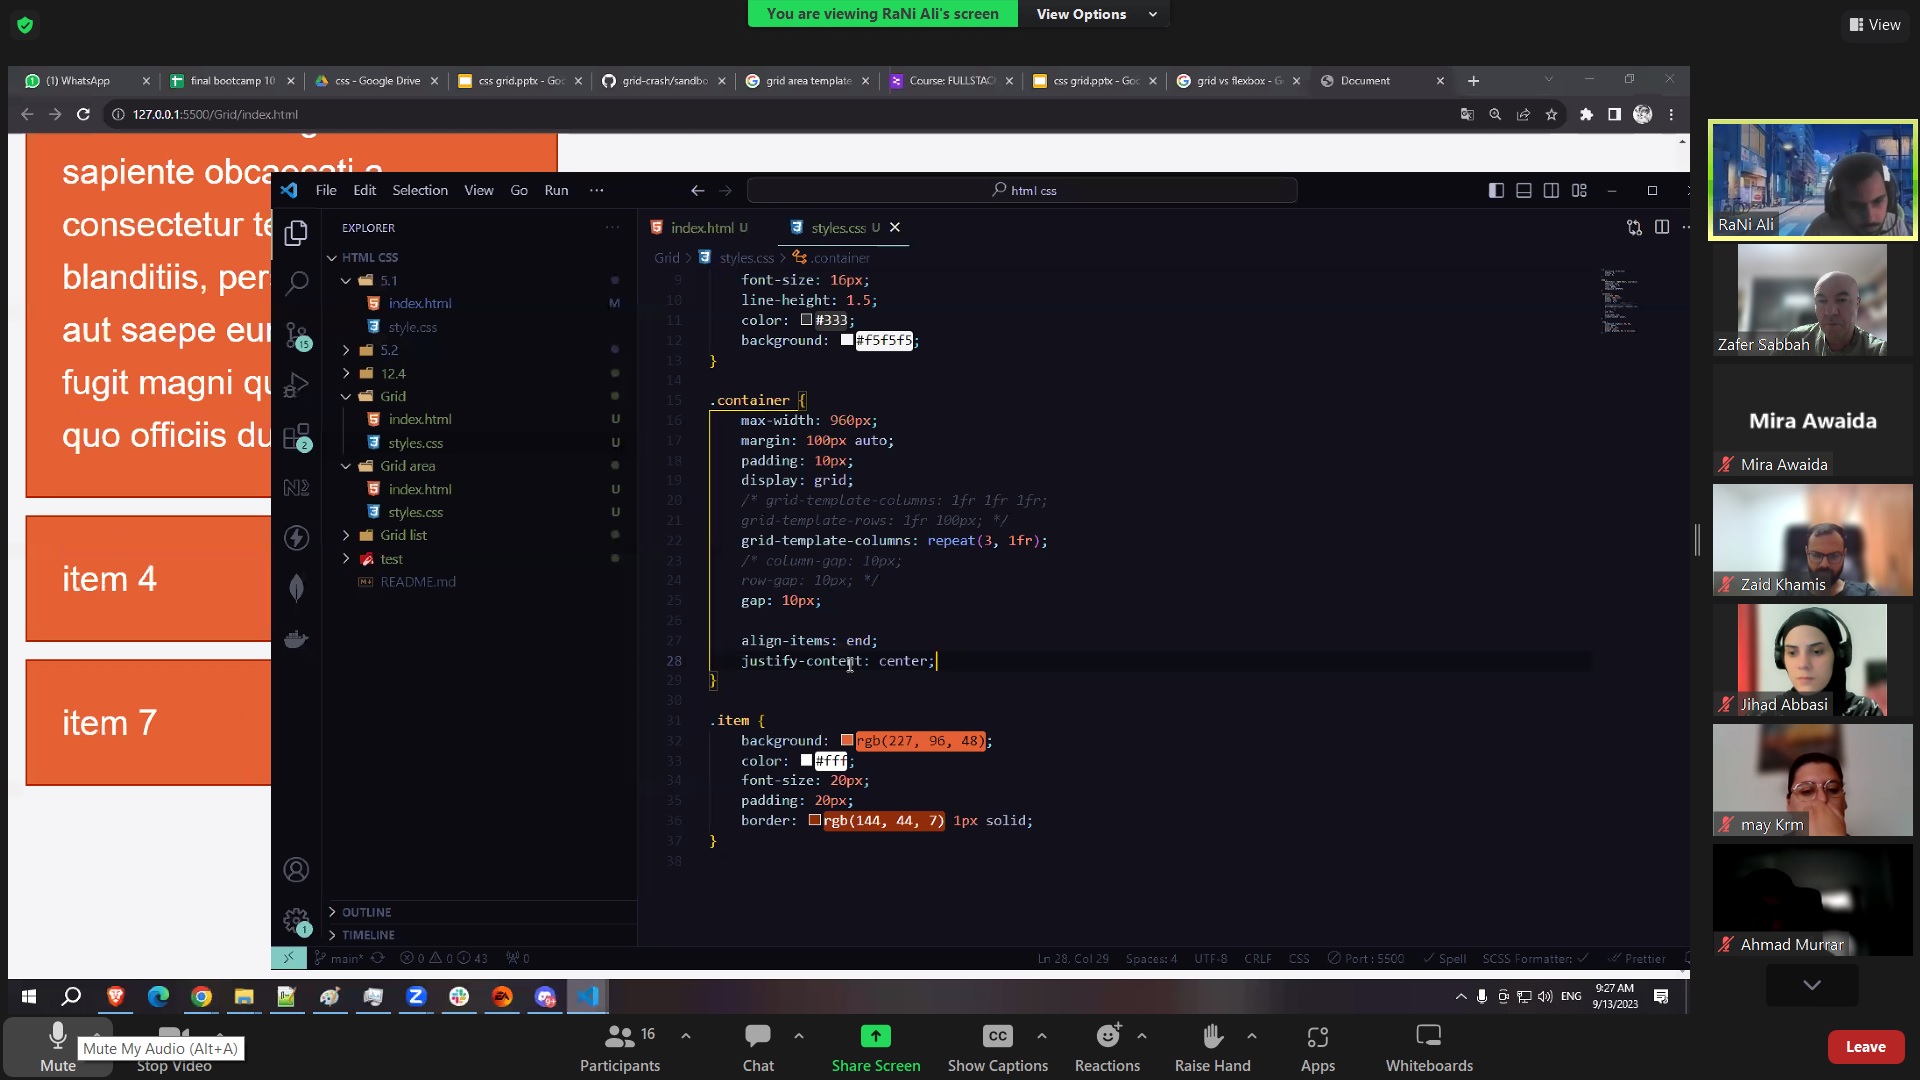 You are viewing RaNi Ali's screen
View Options
View
(1) WhatsApp
final bootcamp 10
css - Google Drive
css grid.pptx - Goo
grid-crash/sandbo
grid area template
Course: FULLSTAC
css grid.pptx - Goo
grid vs flexbox - G
Document
127.0.0.1:5500/Grid/index.html
sapiente obcaecati a
consectetur te
blanditiis, per
aut saepe eur
fugit magni qu
quo officiis du
item 4
item 7
File Edit Selection View Go Run
html css
EXPLORER
HTML CSS
5.1
index.html M
style.css
5.2
12.4
Grid
index.html U
styles.css U
Grid area
index.html U
styles.css U
Grid list
test
README.md
OUTLINE
TIMELINE
15
2
1
index.html U
styles.css U
Grid > styles.css > .container
9 font-size: 16px;
10 line-height: 1.5;
11 color: #333;
12 background: #f5f5f5;
13 }
14
15 .container {
16 max-width: 960px;
17 margin: 100px auto;
18 padding: 10px;
19 display: grid;
20 /* grid-template-columns: 1fr 1fr 1fr;
21 grid-template-rows: 1fr 100px; */
22 grid-template-columns: repeat(3, 1fr);
23 /* column-gap: 10px;
24 row-gap: 10px; */
25 gap: 10px;
26
27 align-items: end;
28 justify-content: center;
29 }
30
31 .item {
32 background: rgb(227, 96, 48);
33 color: #fff;
34 font-size: 20px;
35 padding: 20px;
36 border: rgb(144, 44, 7) 1px solid;
37 }
38
main* 0 0 43 0
Ln 28, Col 29 Spaces: 4 UTF-8 CRLF CSS Port : 5500 Spell SCSS Formatter: Prettier
ENG
9:27 AM
9/13/2023
RaNi Ali
Zafer Sabbah
Mira Awaida
Mira Awaida
Zaid Khamis
Jihad Abbasi
may Krm
Ahmad Murrar
Mute My Audio (Alt+A)
Mute
Stop Video
Participants
16
Chat
Share Screen
CC
Show Captions
Reactions
Raise Hand
Apps
Whiteboards
Leave